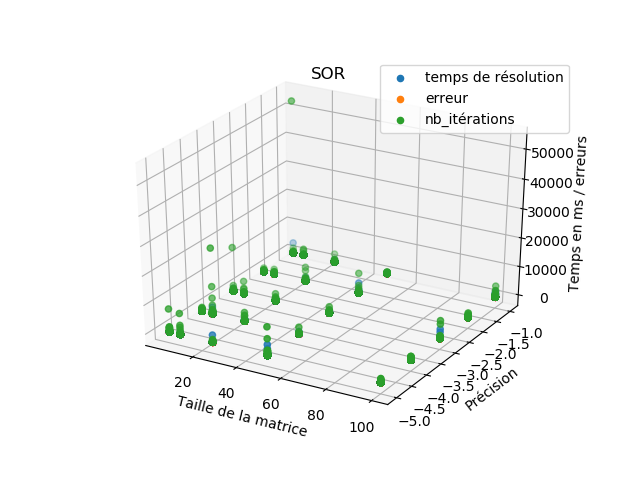 SOR
temps de résolution
erreur
nb_itérations
50000
40000
30000
20000
10000
0
Temps en ms / erreurs
−1.0
−1.5
−2.0
−2.5
−3.0
−3.5
−4.0
−4.5
−5.0
Précision
20
40
60
80
100
Taille de la matrice